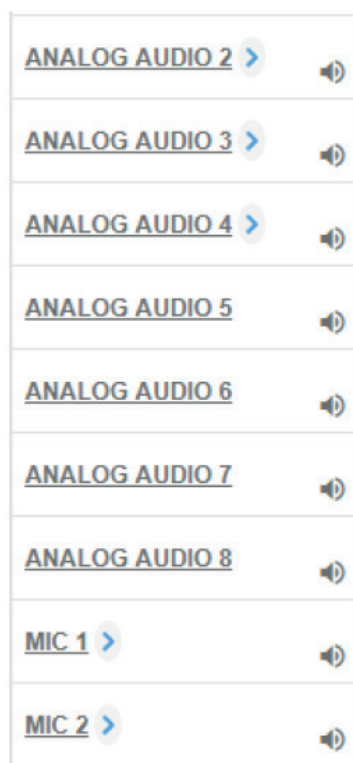 ANALOG AUDIO 2
ANALOG AUDIO 3
ANALOG AUDIO 4
ANALOG AUDIO 5
ANALOG AUDIO 6
ANALOG AUDIO 7
ANALOG AUDIO 8
MIC 1
MIC 2